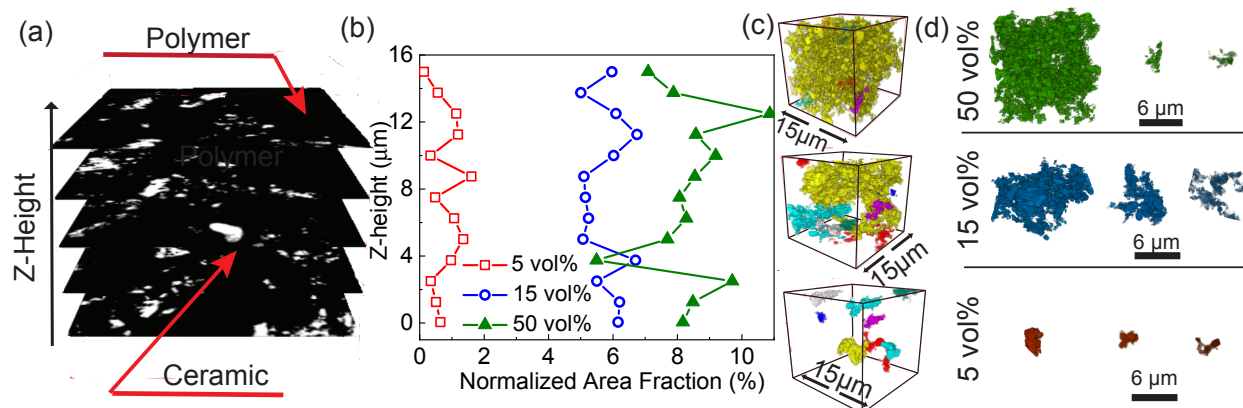 (a)
Polymer
Polymer
Z-Height
Ceramic
(b)
16
12
8
4
0
Z-height (µm)
5 vol%
15 vol%
50 vol%
0
2
4
6
8
10
Normalized Area Fraction (%)
(c)
15µm
15µm
15µm
(d)
50 vol%
6 µm
15 vol%
6 µm
5 vol%
6 µm